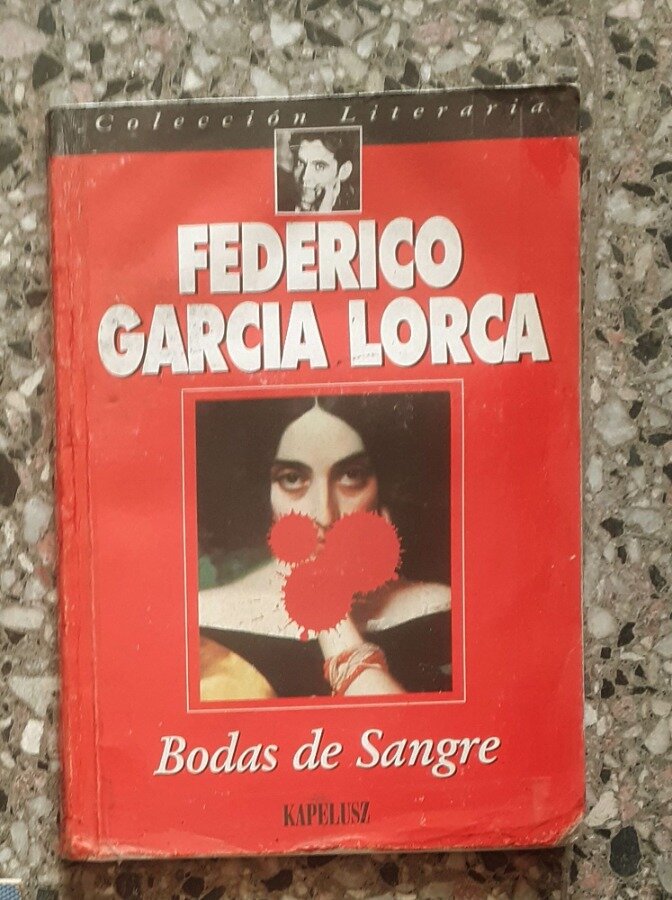 Colección Literaria
FEDERICO
GARCIA LORCA
Bodas de Sangre
KAPELUSZ